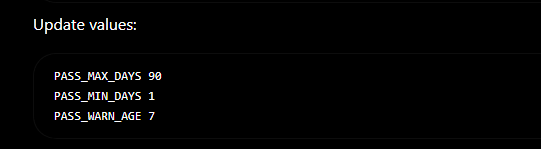 Update values:
PASS_MAX_DAYS 90
PASS_MIN_DAYS 1
PASS_WARN_AGE 7